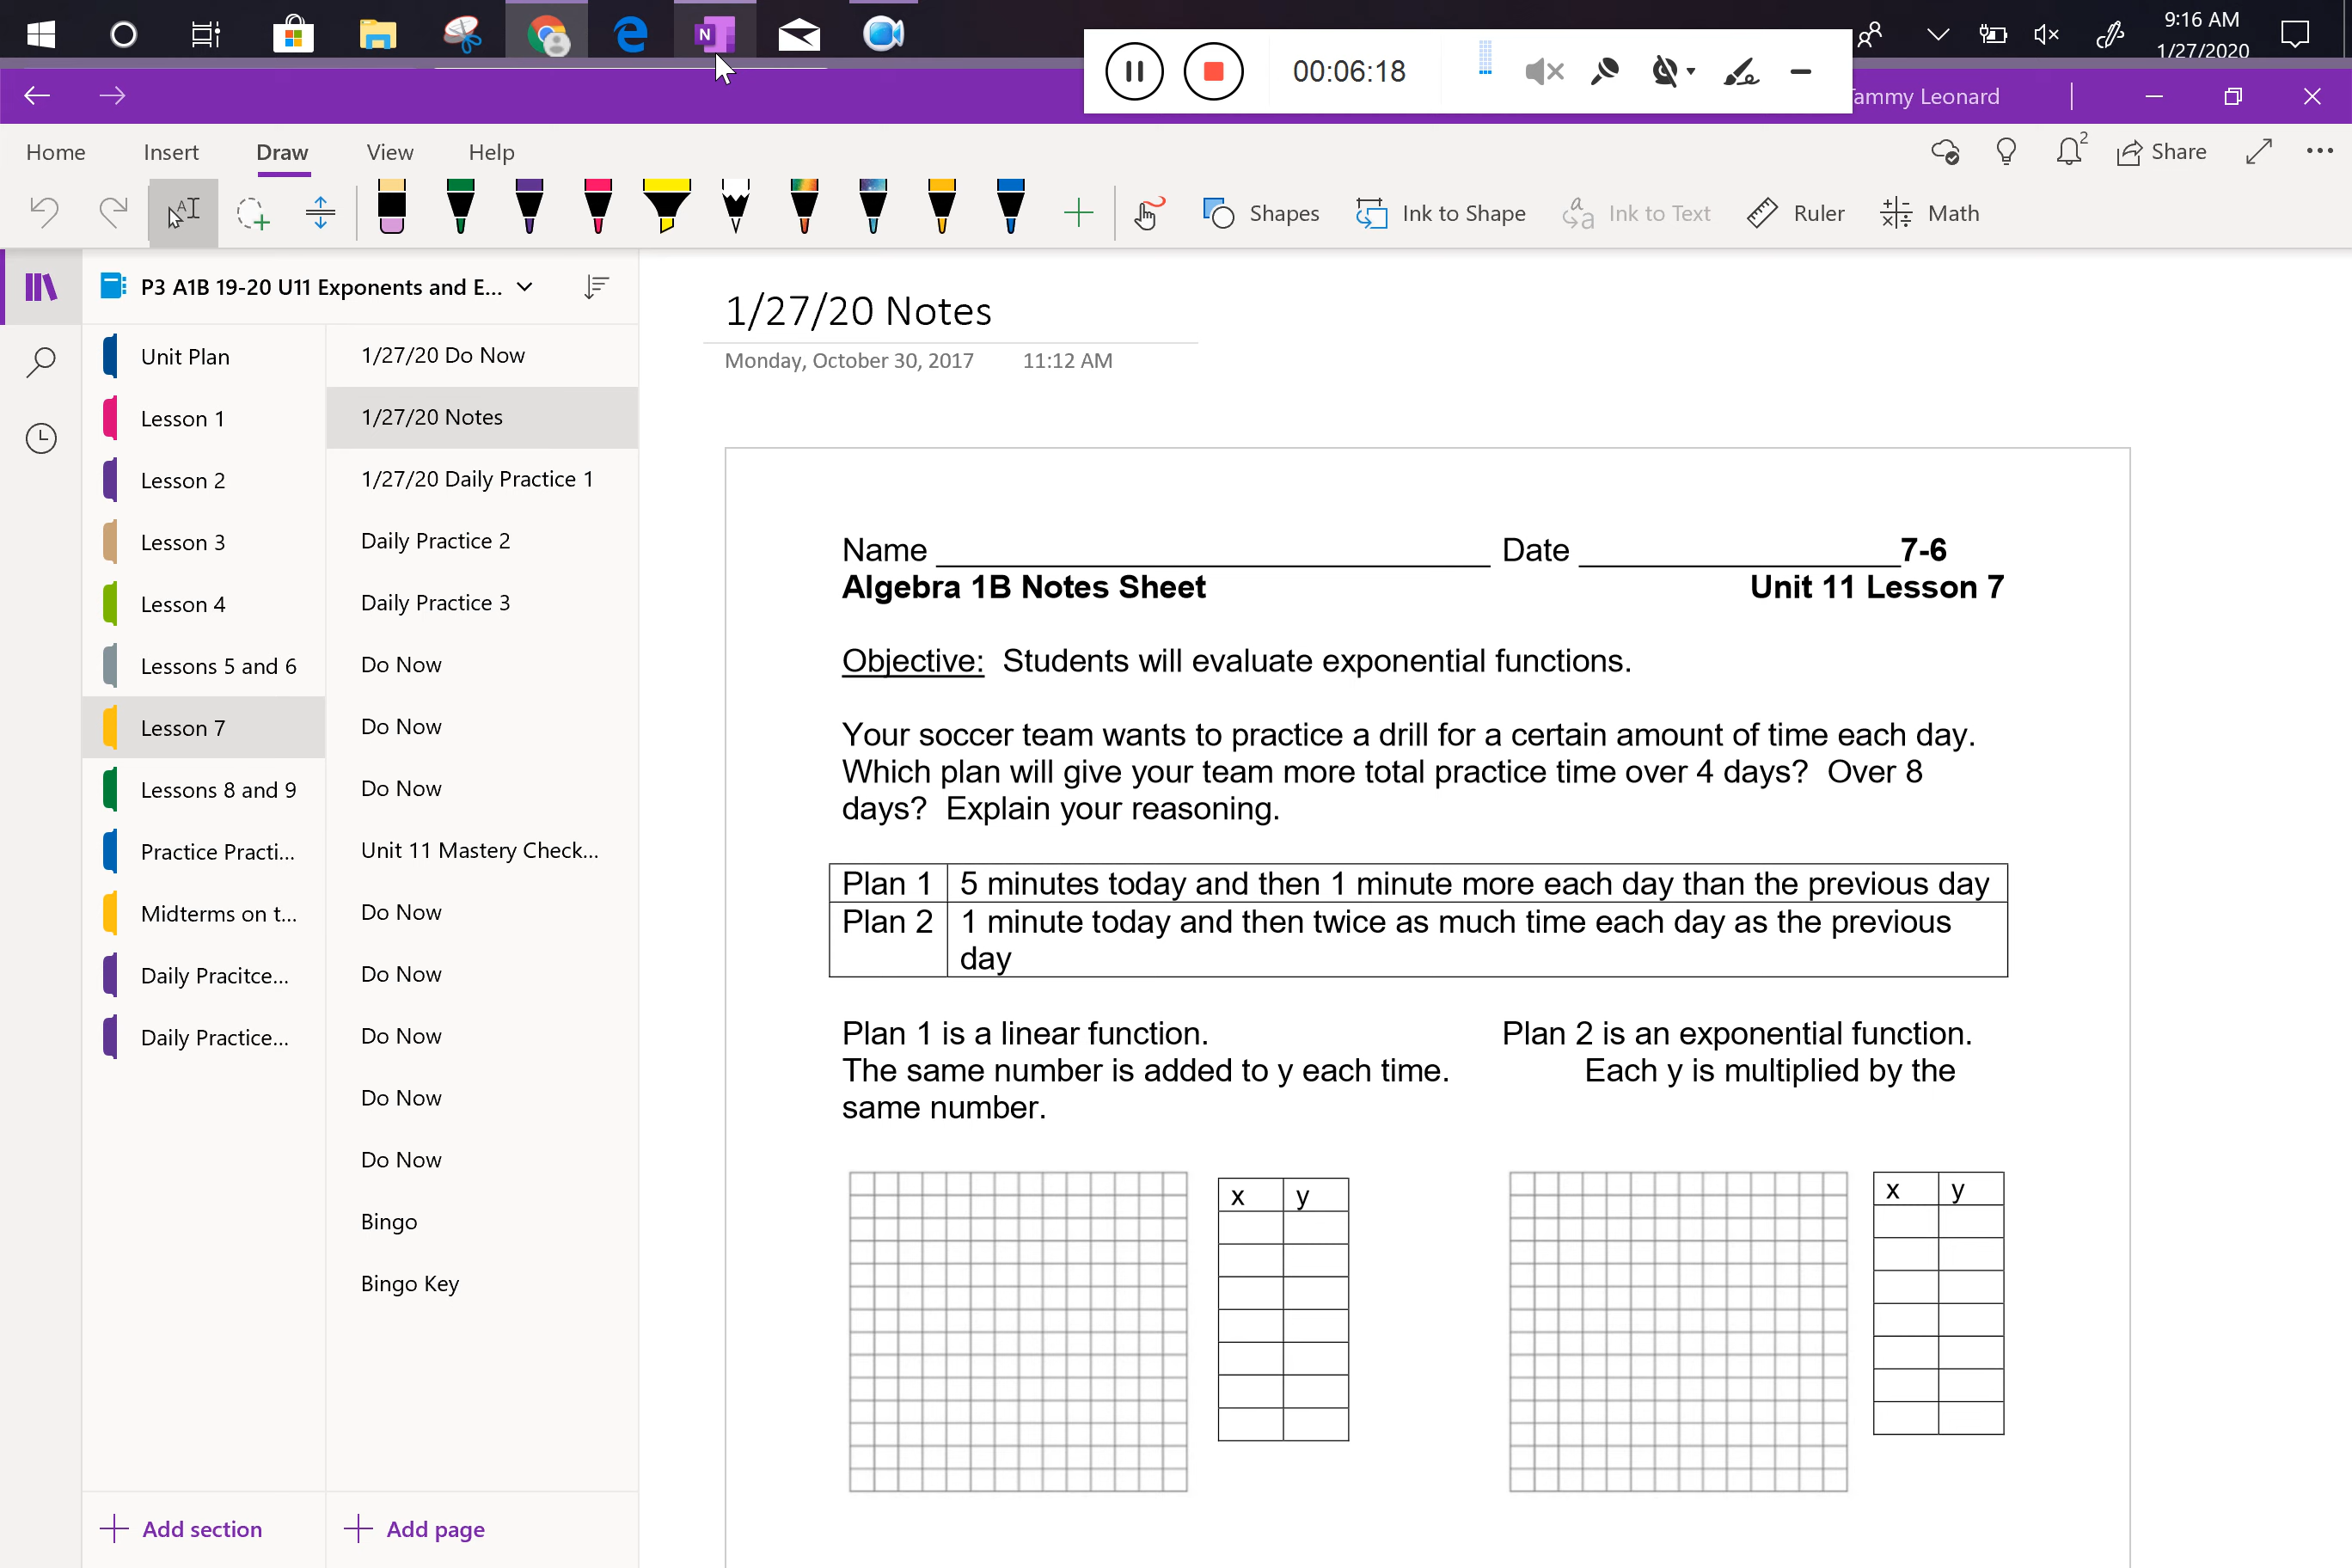 9:16 AM
1/27/2020
00:06:18
Tammy Leonard
Home Insert Draw View Help
2
Share
Shapes Ink to Shape Ink to Text Ruler Math
P3 A1B 19-20 U11 Exponents and E...
Unit Plan
Lesson 1
Lesson 2
Lesson 3
Lesson 4
Lessons 5 and 6
Lesson 7
Lessons 8 and 9
Practice Practi...
Midterms on t...
Daily Pracitce...
Daily Practice...
Add section
1/27/20 Do Now
1/27/20 Notes
1/27/20 Daily Practice 1
Daily Practice 2
Daily Practice 3
Do Now
Do Now
Do Now
Unit 11 Mastery Check...
Do Now
Do Now
Do Now
Do Now
Do Now
Bingo
Bingo Key
Add page
1/27/20 Notes
Monday, October 30, 2017 11:12 AM
Name ______________________________ Date __________________7-6
Algebra 1B Notes Sheet Unit 11 Lesson 7
Objective: Students will evaluate exponential functions.
Your soccer team wants to practice a drill for a certain amount of time each day.
Which plan will give your team more total practice time over 4 days? Over 8
days? Explain your reasoning.
Plan 1 5 minutes today and then 1 minute more each day than the previous day
Plan 2 1 minute today and then twice as much time each day as the previous
day
Plan 1 is a linear function. Plan 2 is an exponential function.
The same number is added to y each time. Each y is multiplied by the
same number.
x y
x y